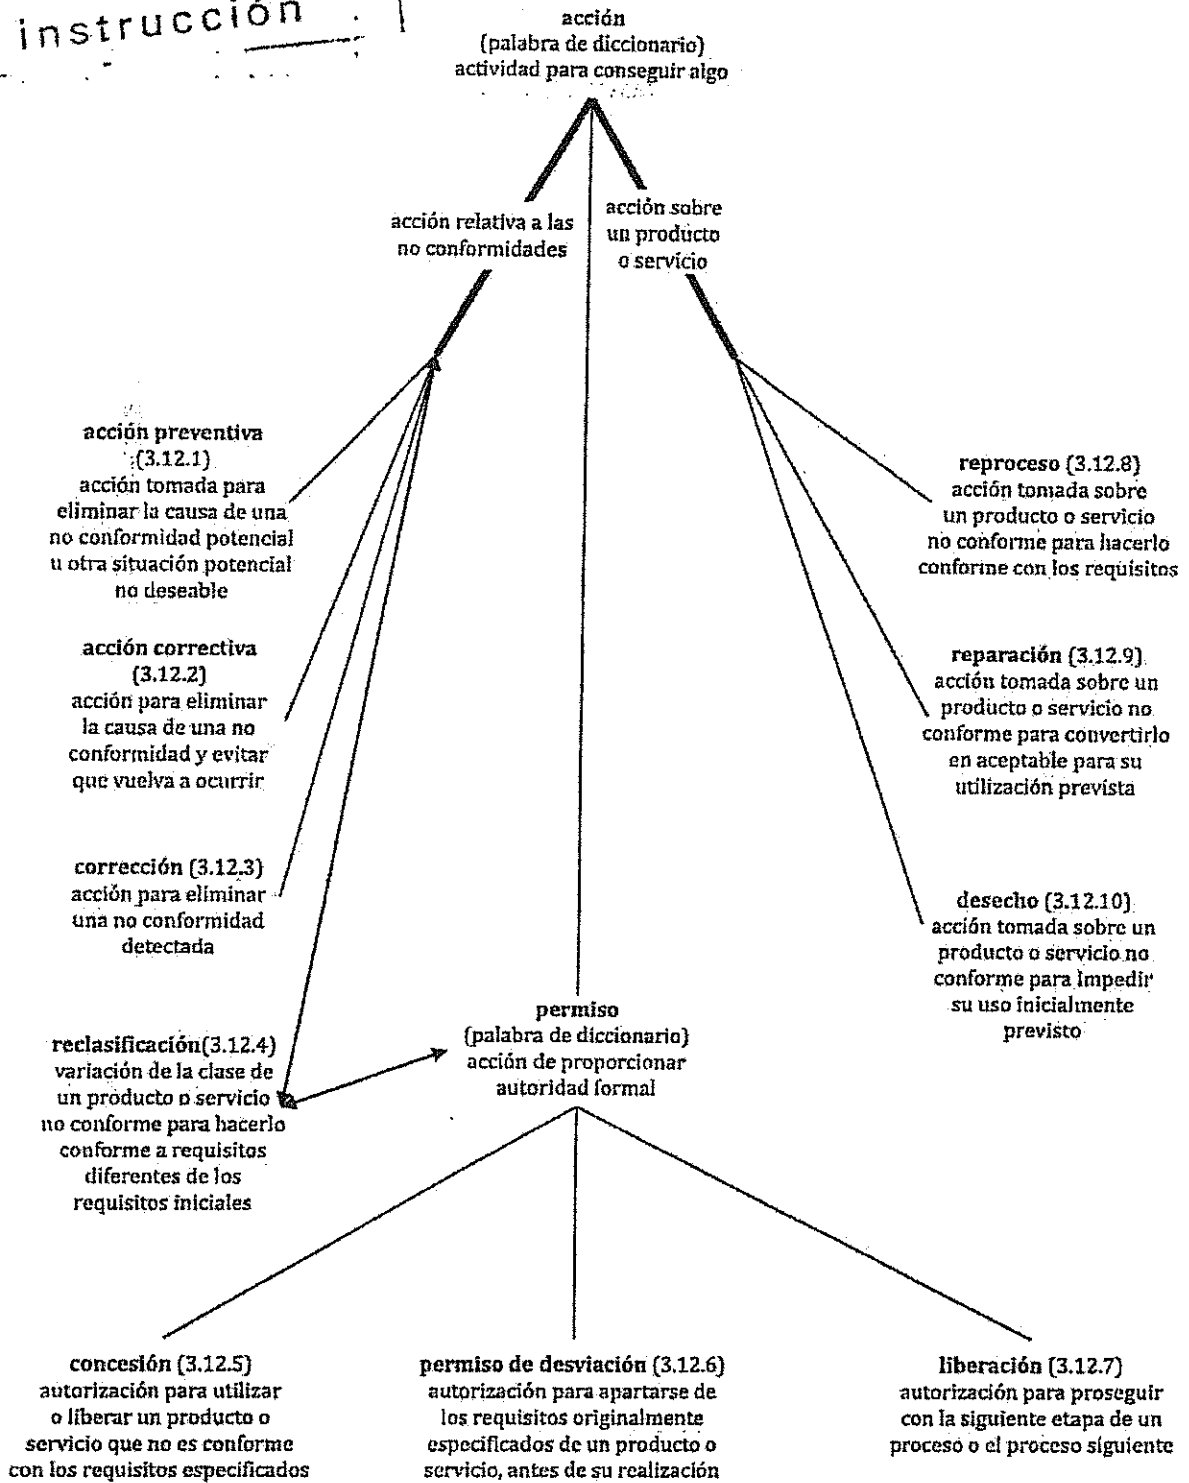 instrucción
acción
(palabra de diccionario)
actividad para conseguir algo
acción relativa a las
no conformidades
acción sobre
un producto
o servicio
acción preventiva
(3.12.1)
acción tomada para
eliminar la causa de una
no conformidad potencial
u otra situación potencial
no deseable
acción correctiva
(3.12.2)
acción para eliminar
la causa de una no
conformidad y evitar
que vuelva a ocurrir
corrección (3.12.3)
acción para eliminar
una no conformidad
detectada
reclasificación(3.12.4)
variación de la clase de
un producto o servicio
no conforme para hacerlo
conforme a requisitos
diferentes de los
requisitos iniciales
reproceso (3.12.8)
acción tomada sobre
un producto o servicio
no conforme para hacerlo
conforme con los requisitos
reparación (3.12.9)
acción tomada sobre un
producto o servicio no
conforme para convertirlo
en aceptable para su
utilización prevista
desecho (3.12.10)
acción tomada sobre un
producto o servicio no
conforme para impedir
su uso inicialmente
previsto
permiso
(palabra de diccionario)
acción de proporcionar
autoridad formal
concesión (3.12.5)
autorización para utilizar
o liberar un producto o
servicio que no es conforme
con los requisitos especificados
permiso de desviación (3.12.6)
autorización para apartarse de
los requisitos originalmente
especificados de un producto o
servicio, antes de su realización
liberación (3.12.7)
autorización para proseguir
con la siguiente etapa de un
proceso o el proceso siguiente